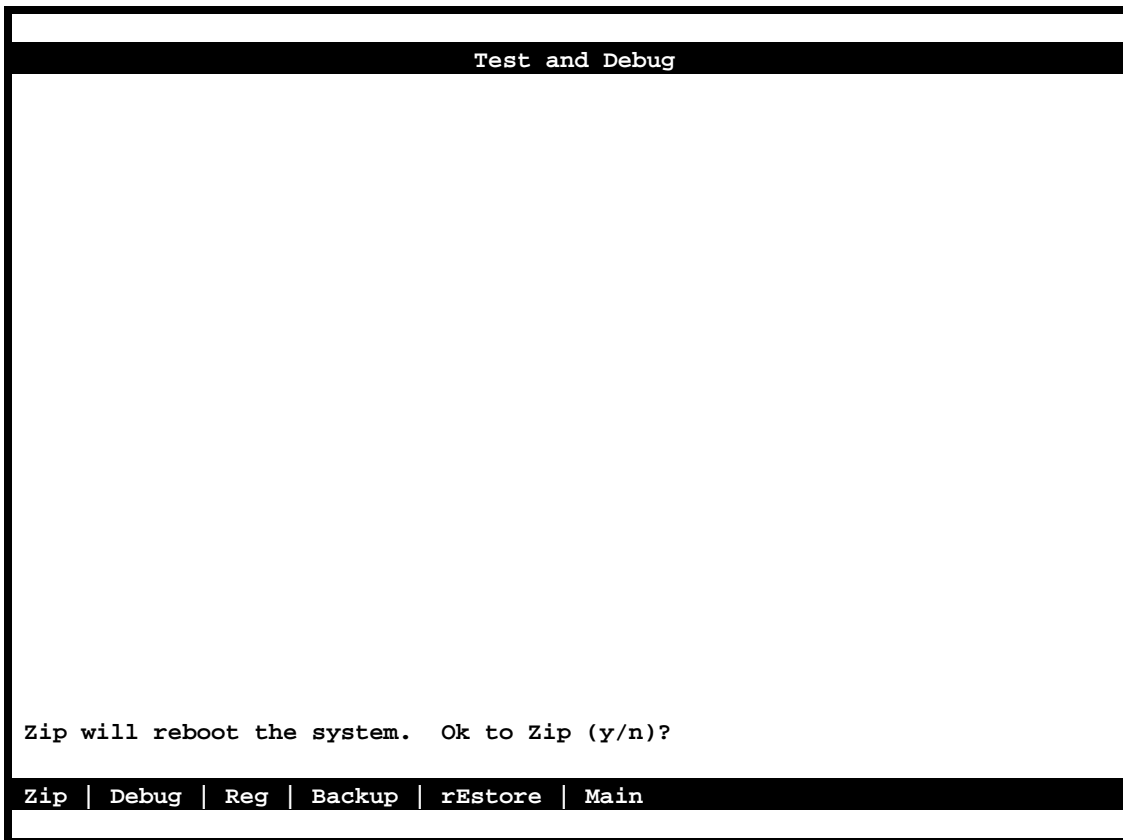 Test and Debug
Zip will reboot the system.  Ok to Zip (y/n)?
Zip | Debug | Reg | Backup | rEstore | Main